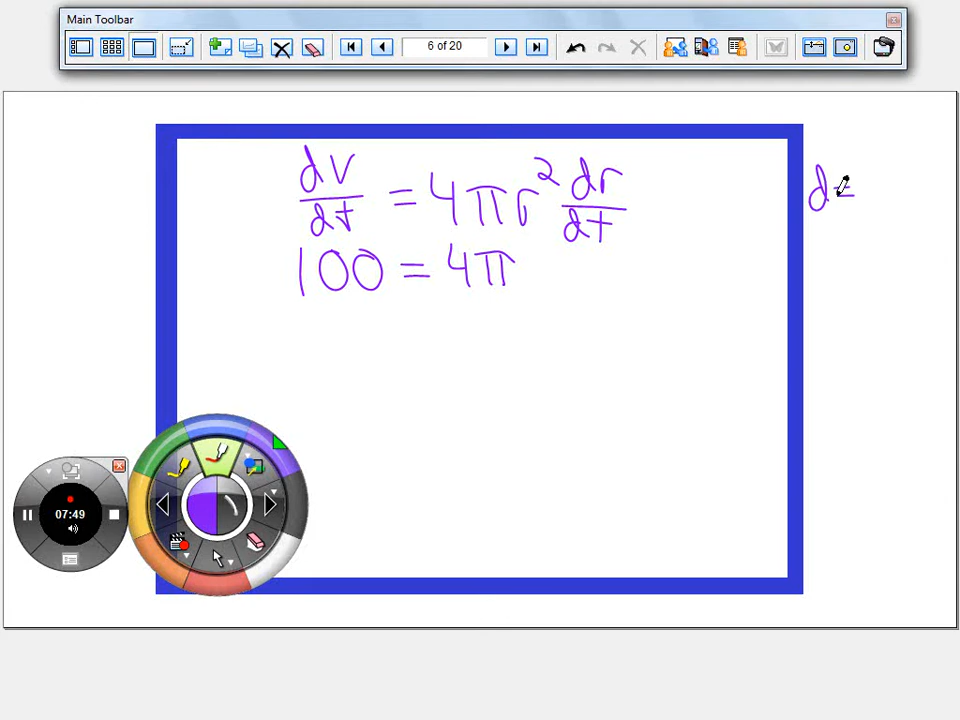 Main Toolbar
6 of 20
dV/dt = 4πr² dr/dt
d=
100 = 4π
07:49